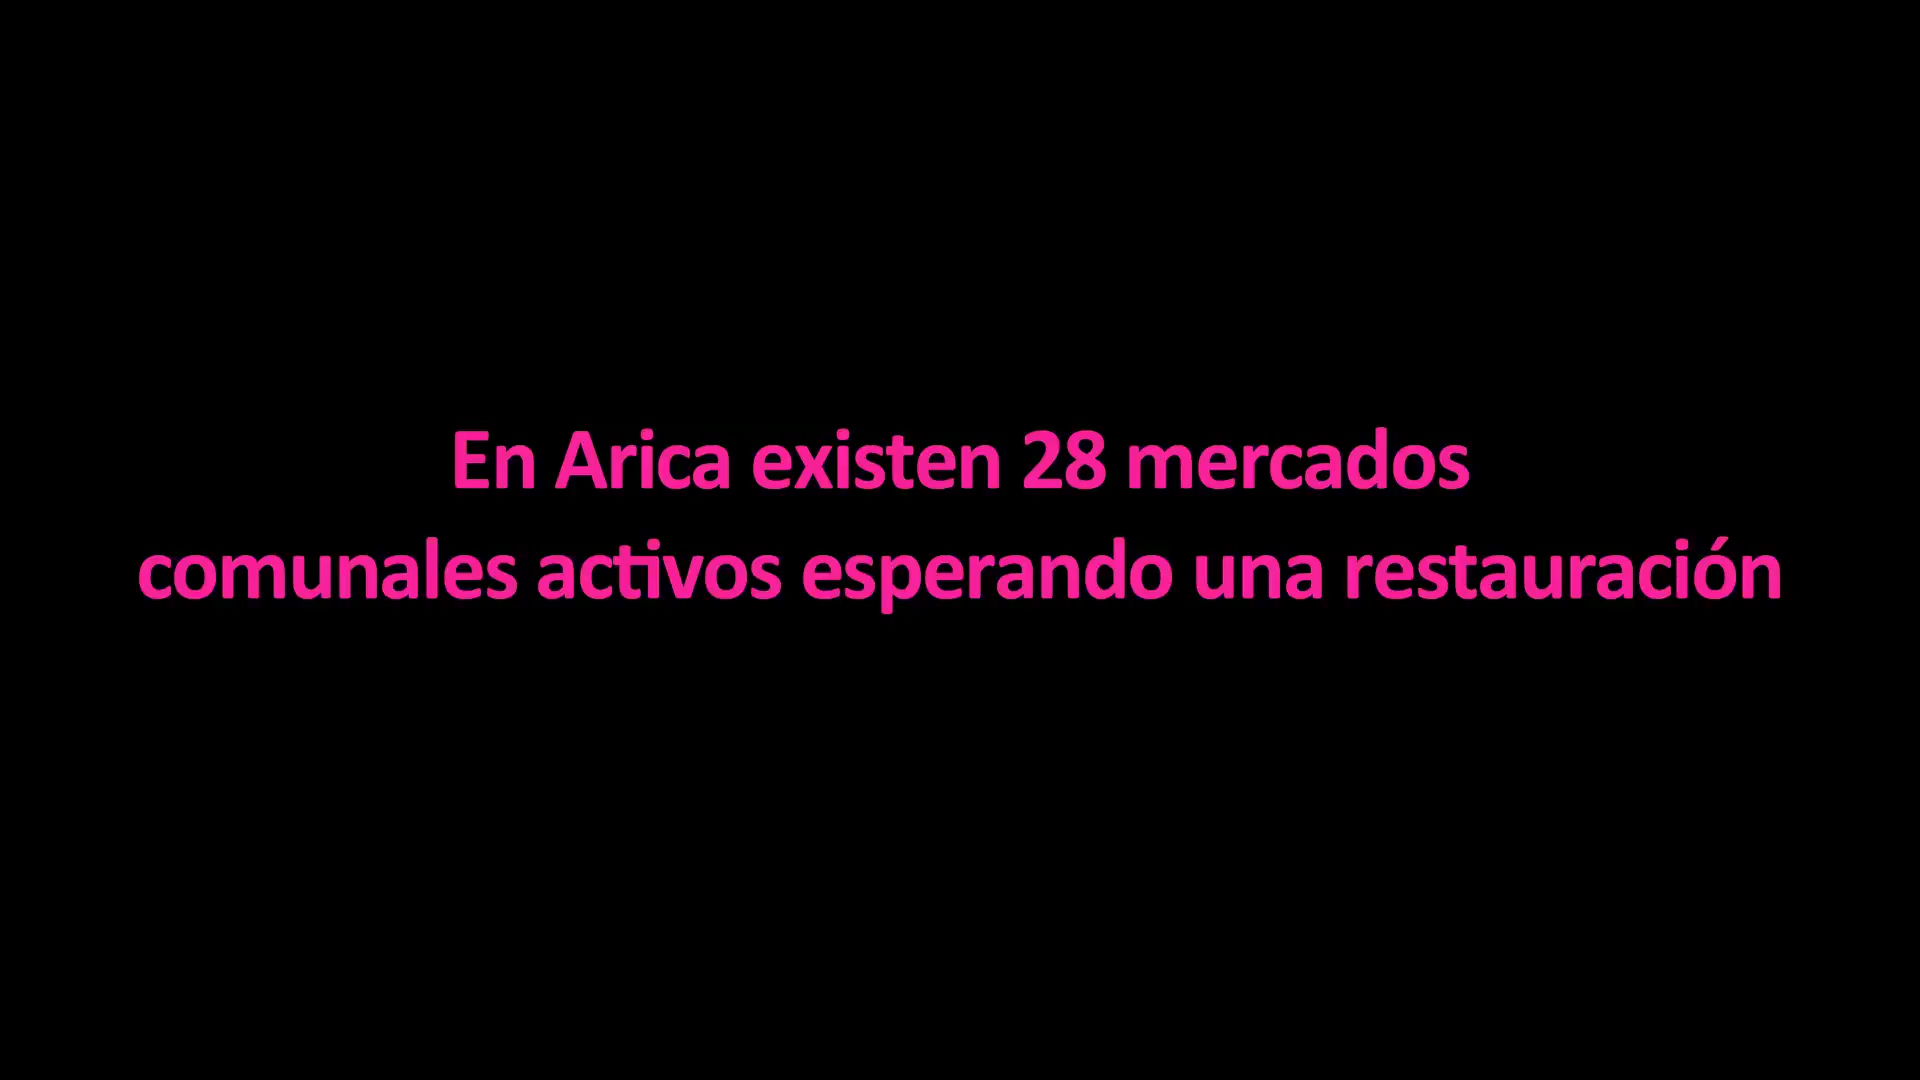 En Arica existen 28 mercados
comunales activos esperando una restauración